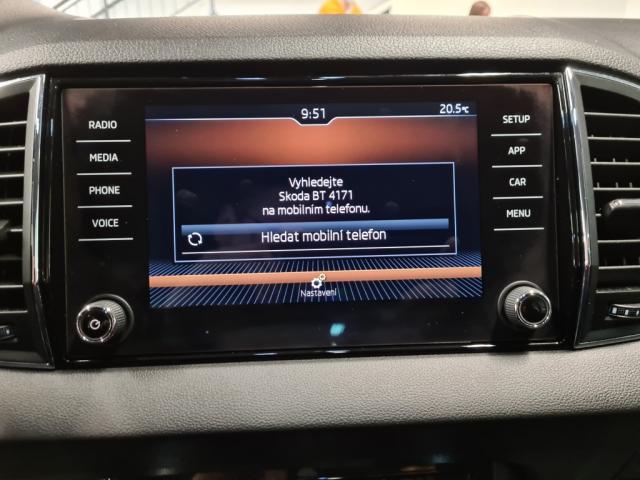 9:51
20.5°C
RADIO
MEDIA
PHONE
VOICE
Vyhledejte
Skoda BT 4171
na mobilním telefonu.
Hledat mobilní telefon
Nastavení
SETUP
APP
CAR
MENU